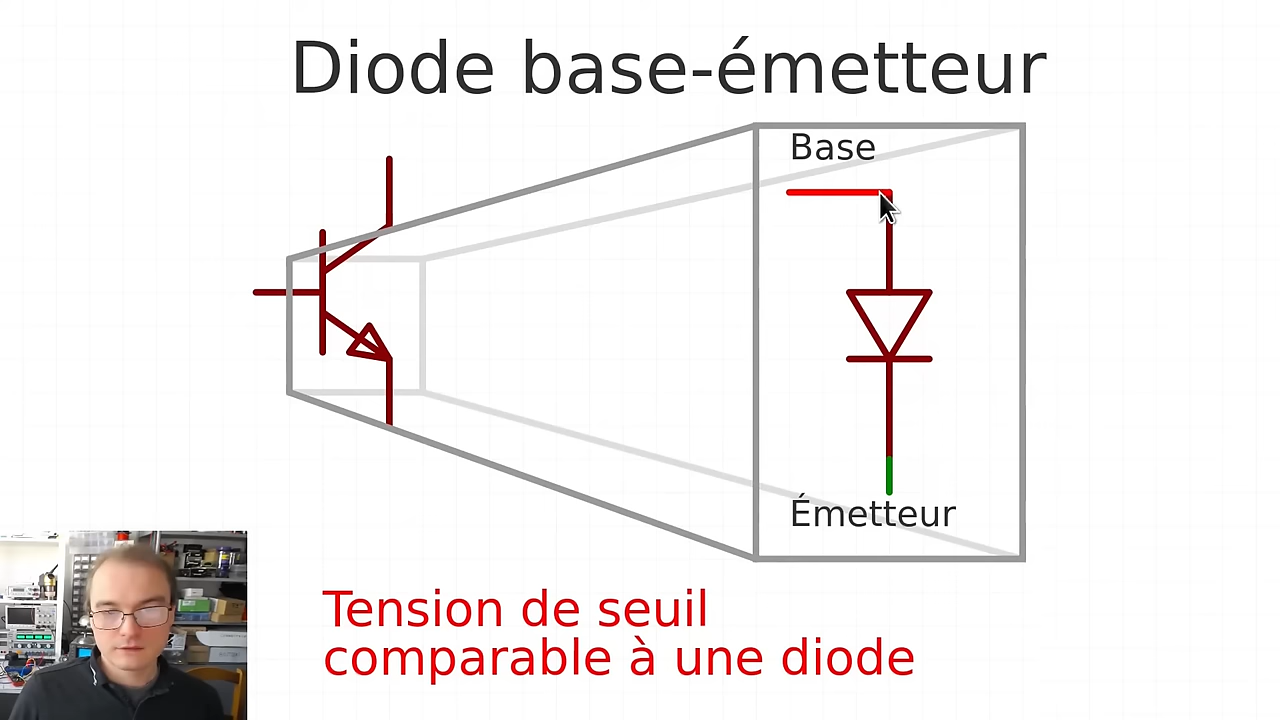 Diode base-émetteur
Base
Émetteur
Tension de seuil
comparable à une diode